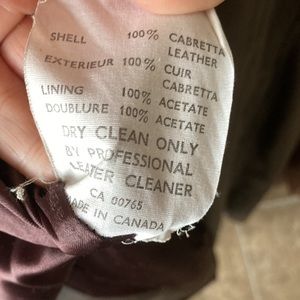 SHELL 100% CABRETTA
LEATHER
EXTERIEUR 100% CUIR
CABRETTA
LINING 100% ACETATE
DOUBLURE 100% ACETATE
DRY CLEAN ONLY
BY PROFESSIONAL
LEATHER CLEANER
CA 00765
MADE IN CANADA